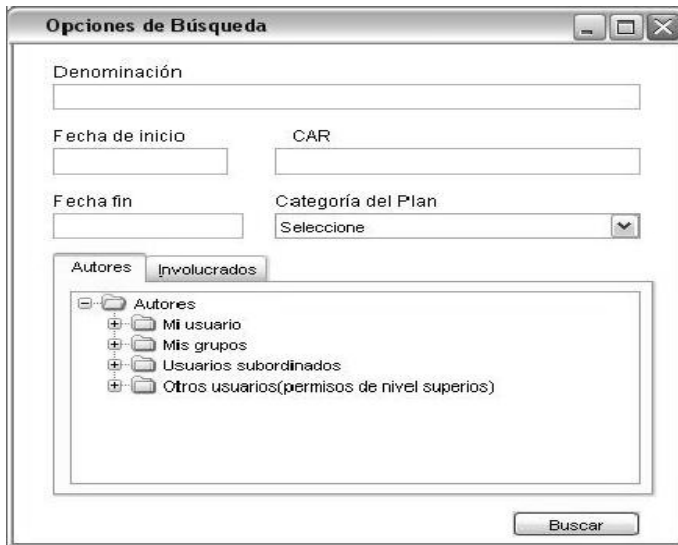 Opciones de Búsqueda
Denominación
Fecha de inicio CAR
Fecha fin Categoría del Plan
Seleccione
Autores Involucrados
Autores
Mi usuario
Mis grupos
Usuarios subordinados
Otros usuarios(permisos de nivel superios)
Buscar